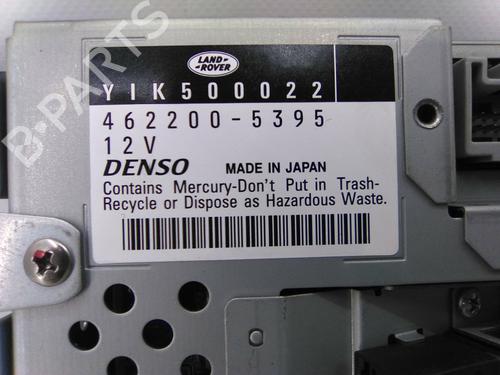 LAND-
-ROVER
YIK500022
462200-5395
12V
DENSO MADE IN JAPAN
Contains Mercury-Don't Put in Trash-
Recycle or Dispose as Hazardous Waste.
B-PARTS